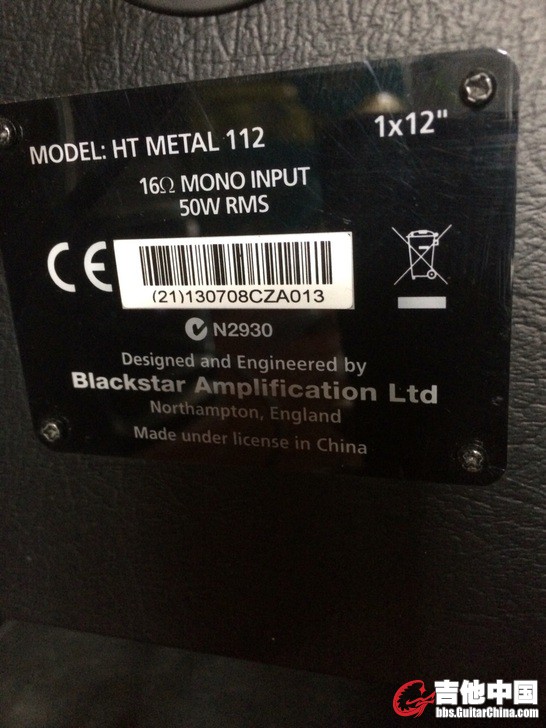 MODEL: HT METAL 112
1x12"
16Ω MONO INPUT
50W RMS
CE
(21)130708CZA013
N2930
Designed and Engineered by
Blackstar Amplification Ltd
Northampton, England
Made under license in China
吉他中国
bbs.GuitarChina.com